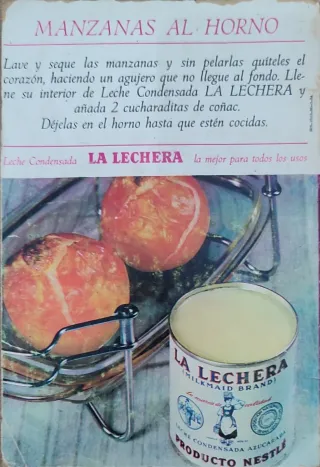 MANZANAS AL HORNO
Lave y seque las manzanas y sin pelarlas quíteles el
corazón, haciendo un agujero que no llegue al fondo. Lle-
ne su interior de Leche Condensada LA LECHERA y
añada 2 cucharaditas de coñac.
Déjelas en el horno hasta que estén cocidas.
Leche Condensada LA LECHERA la mejor para todos los usos
LA LECHERA
(MILKMAID BRAND)
LECHE CONDENSADA AZUCARADA
PRODUCTO NESTLÉ